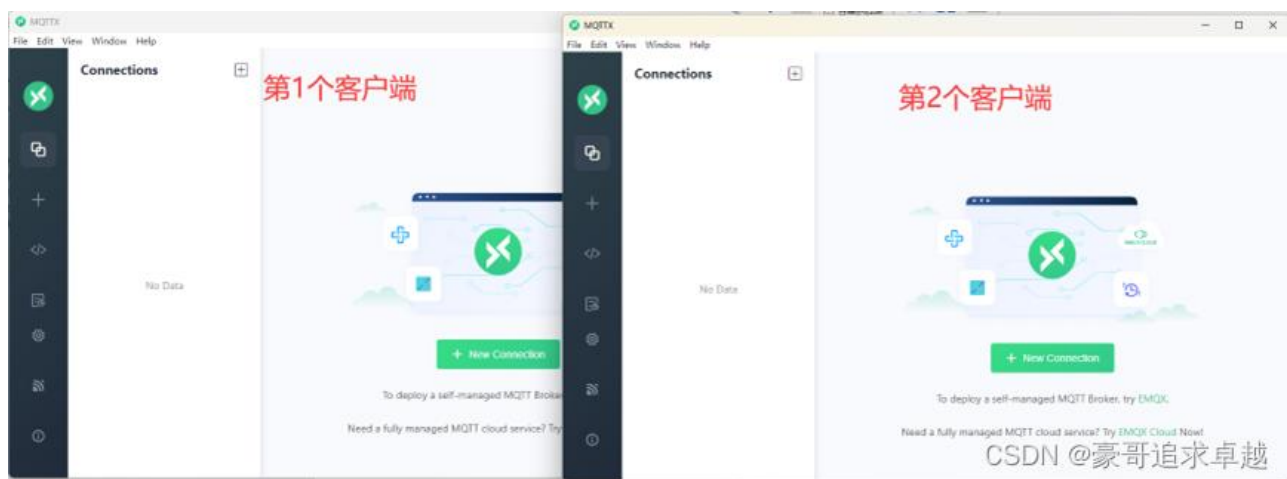 MQTTX
File Edit View Window Help
Connections
第1个客户端
No Data
+ New Connection
To deploy a self-managed MQTT Broke
Need a fully managed MQTT cloud service? Try
MQTTX
File Edit View Window Help
Connections
第2个客户端
No Data
+ New Connection
To deploy a self-managed MQTT Broker, try EMQX.
Need a fully managed MQTT cloud service? Try EMQX Cloud Now!
CSDN @豪哥追求卓越